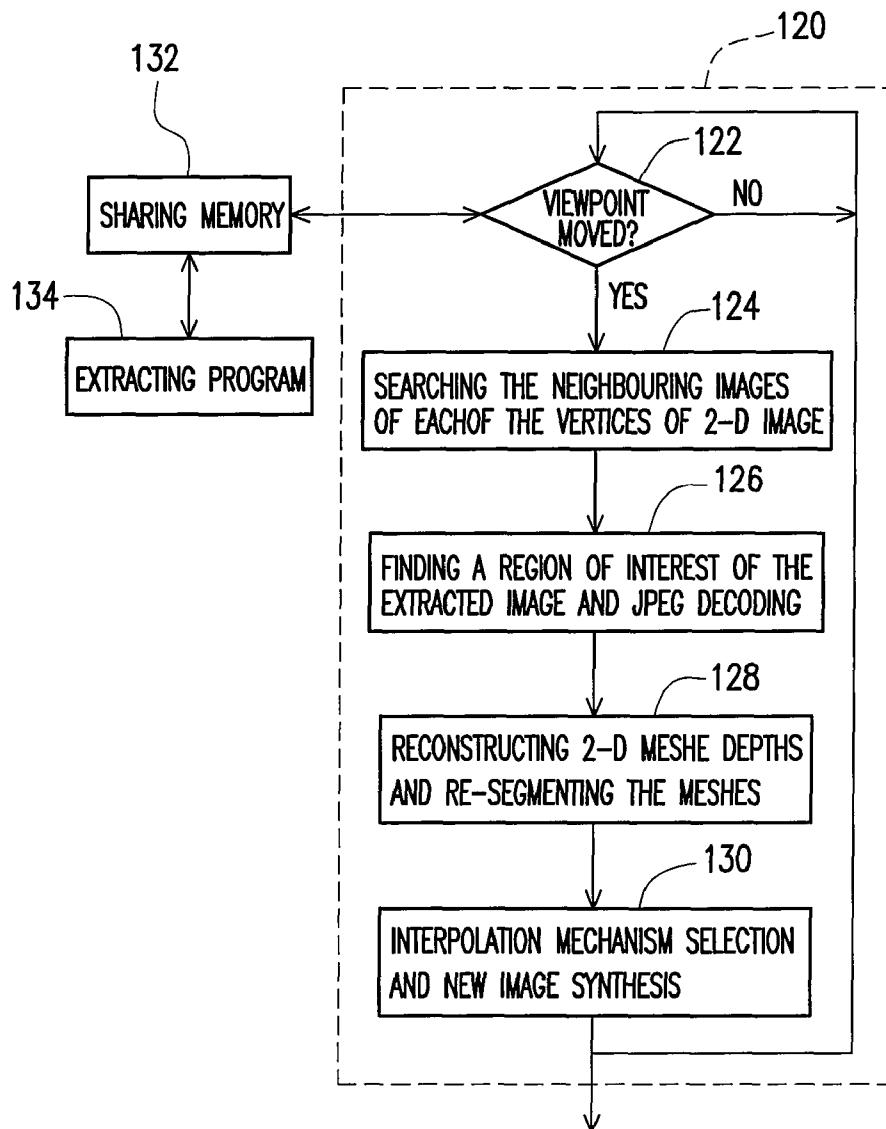 120
132
122
SHARING MEMORY
VIEWPOINT
MOVED?
NO
134
YES
124
EXTRACTING PROGRAM
SEARCHING THE NEIGHBOURING IMAGES
OF EACHOF THE VERTICES OF 2-D IMAGE
126
FINDING A REGION OF INTEREST OF THE
EXTRACTED IMAGE AND JPEG DECODING
128
RECONSTRUCTING 2-D MESHE DEPTHS
AND RE-SEGMENTING THE MESHES
130
INTERPOLATION MECHANISM SELECTION
AND NEW IMAGE SYNTHESIS